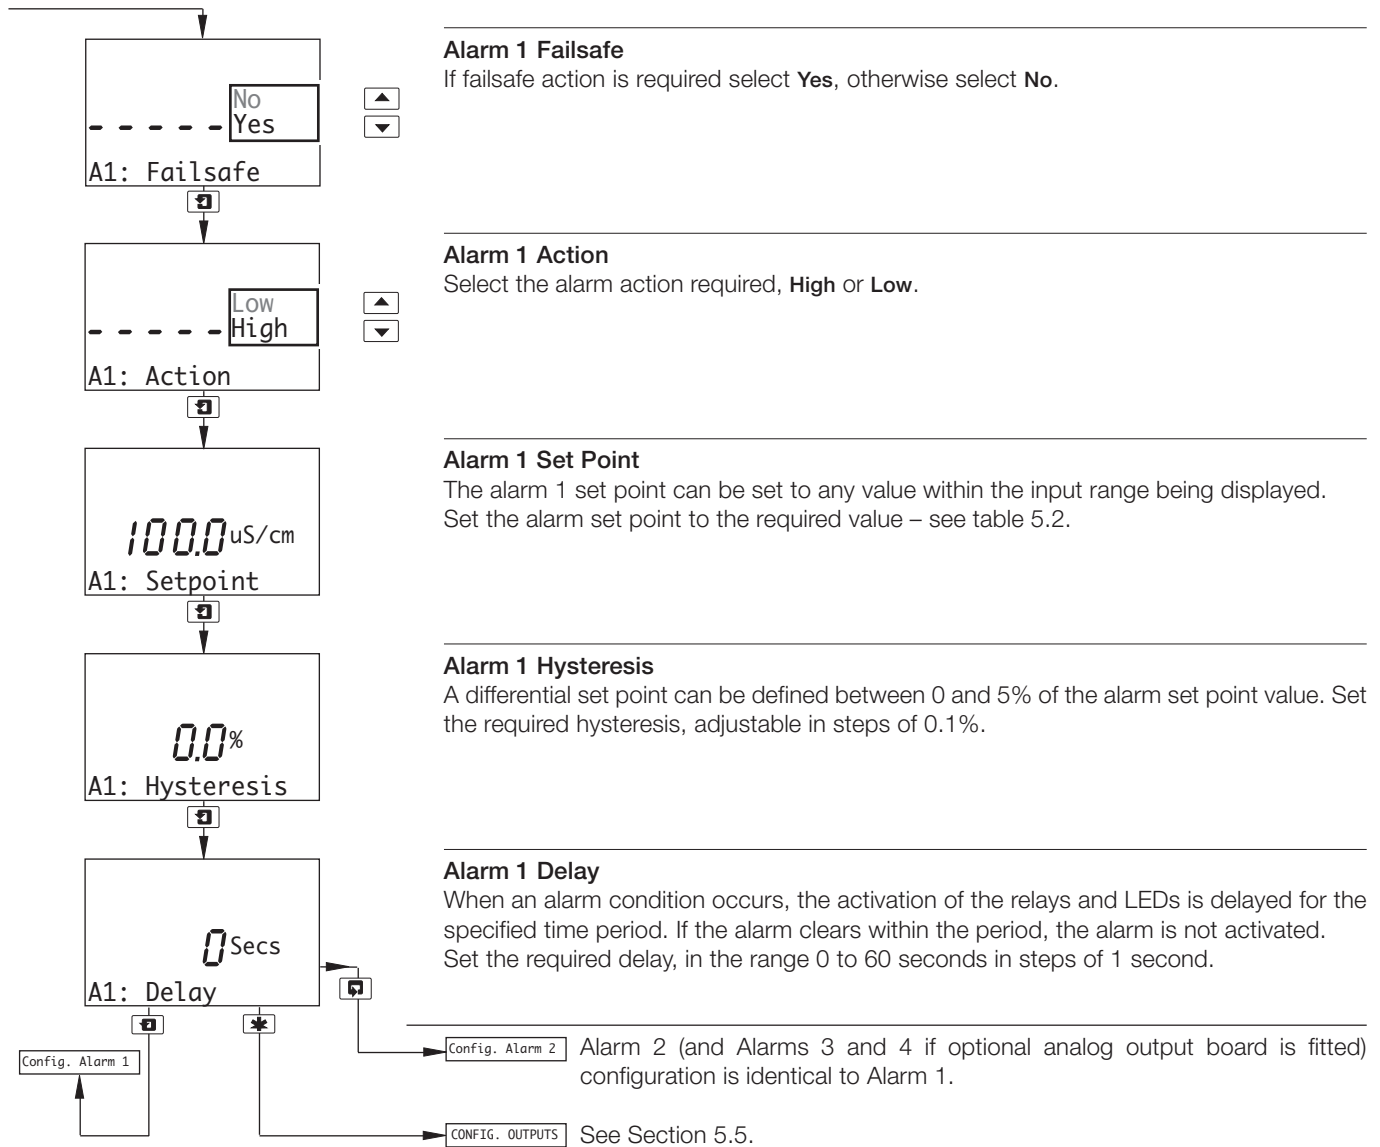 Alarm 1 Failsafe
If failsafe action is required select Yes, otherwise select No.
No
Yes
- - - - -
A1: Failsafe
Alarm 1 Action
Select the alarm action required, High or Low.
Low
High
- - - - -
A1: Action
Alarm 1 Set Point
The alarm 1 set point can be set to any value within the input range being displayed.
Set the alarm set point to the required value – see table 5.2.
100.0 uS/cm
A1: Setpoint
Alarm 1 Hysteresis
A differential set point can be defined between 0 and 5% of the alarm set point value. Set
the required hysteresis, adjustable in steps of 0.1%.
0.0 %
A1: Hysteresis
Alarm 1 Delay
When an alarm condition occurs, the activation of the relays and LEDs is delayed for the
specified time period. If the alarm clears within the period, the alarm is not activated.
Set the required delay, in the range 0 to 60 seconds in steps of 1 second.
0 Secs
A1: Delay
Config. Alarm 1
Config. Alarm 2
Alarm 2 (and Alarms 3 and 4 if optional analog output board is fitted)
configuration is identical to Alarm 1.
CONFIG. OUTPUTS
See Section 5.5.